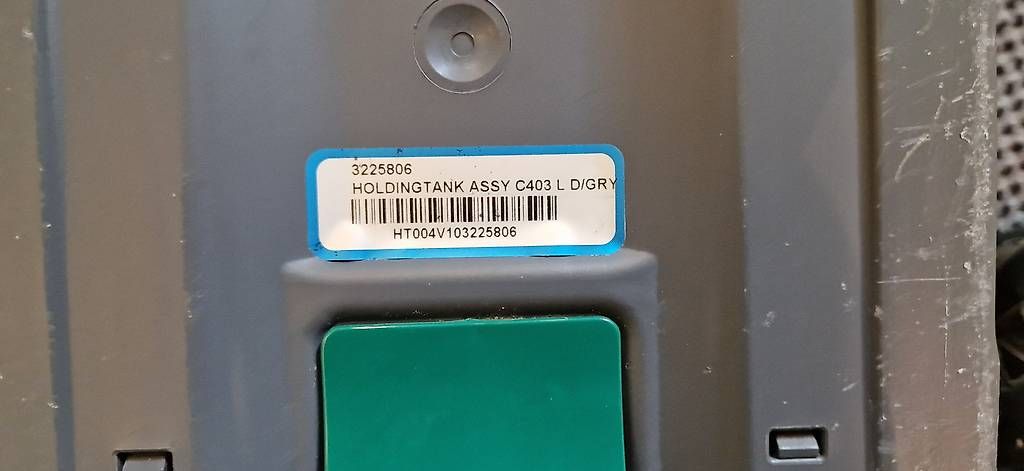 3225806
HOLDINGTANK ASSY C403 L D/GRY
HT004V103225806